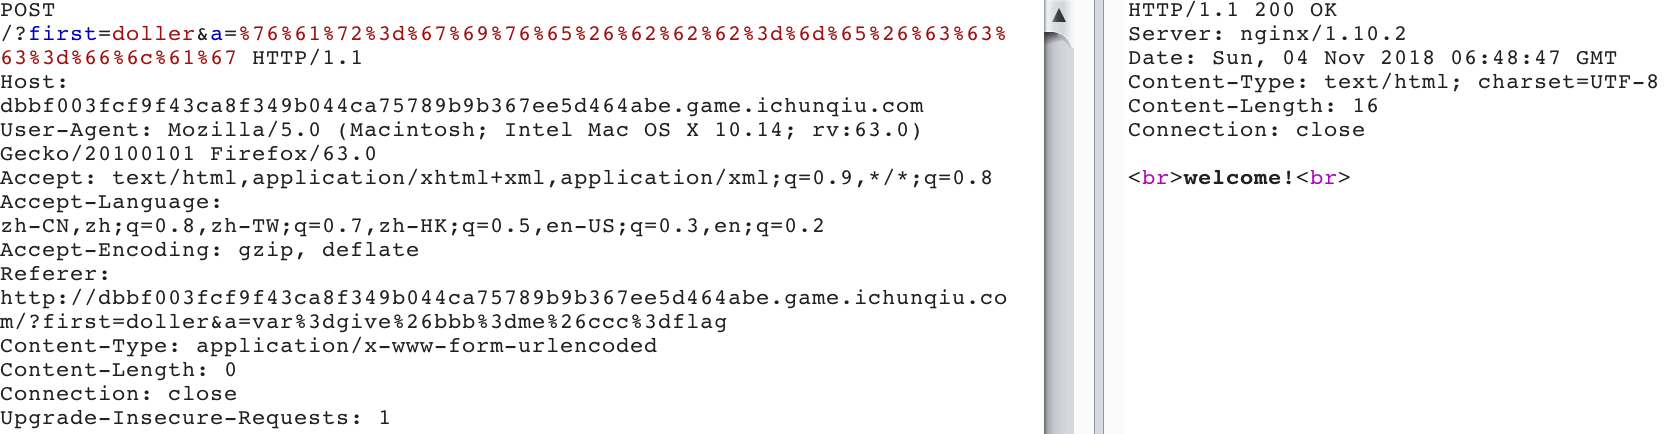 POST
/?first=doller&a=%76%61%72%3d%67%69%76%65%26%62%62%62%3d%6d%65%26%63%63%
63%3d%66%6c%61%67 HTTP/1.1
Host:
dbbf003fcf9f43ca8f349b044ca75789b9b367ee5d464abe.game.ichunqiu.com
User-Agent: Mozilla/5.0 (Macintosh; Intel Mac OS X 10.14; rv:63.0)
Gecko/20100101 Firefox/63.0
Accept: text/html,application/xhtml+xml,application/xml;q=0.9,*/*;q=0.8
Accept-Language:
zh-CN,zh;q=0.8,zh-TW;q=0.7,zh-HK;q=0.5,en-US;q=0.3,en;q=0.2
Accept-Encoding: gzip, deflate
Referer:
http://dbbf003fcf9f43ca8f349b044ca75789b9b367ee5d464abe.game.ichunqiu.co
m/?first=doller&a=var%3dgive%26bbb%3dme%26ccc%3dflag
Content-Type: application/x-www-form-urlencoded
Content-Length: 0
Connection: close
Upgrade-Insecure-Requests: 1
HTTP/1.1 200 OK
Server: nginx/1.10.2
Date: Sun, 04 Nov 2018 06:48:47 GMT
Content-Type: text/html; charset=UTF-8
Content-Length: 16
Connection: close
<br>welcome!<br>